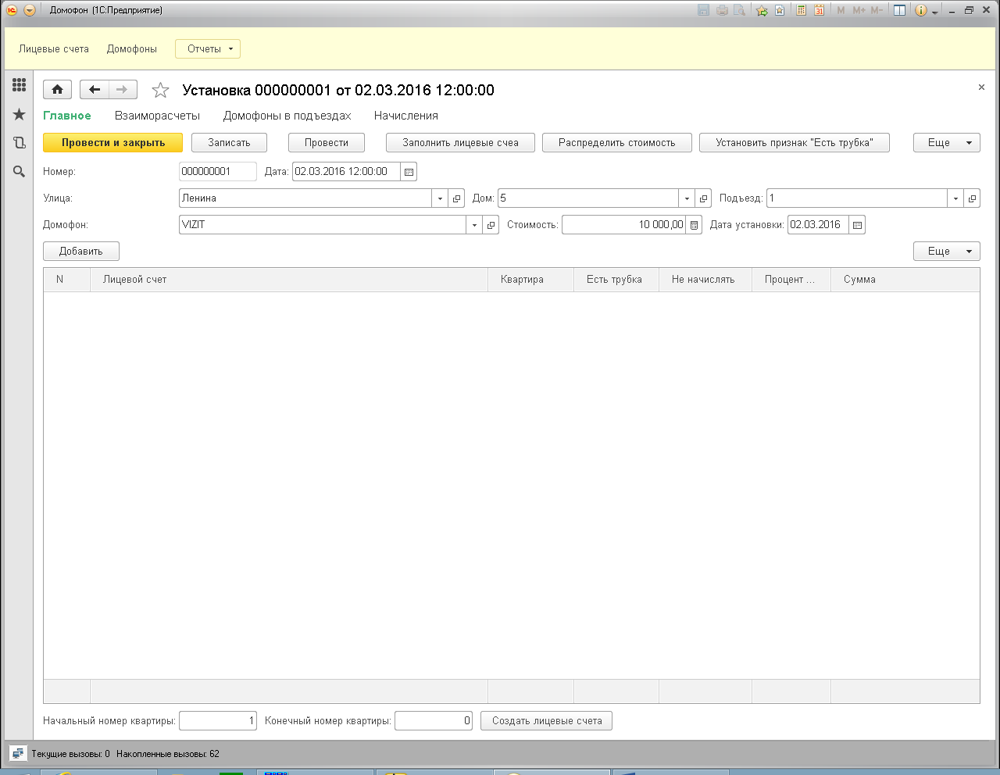 Домофон (1С:Предприятие)
M M+ M-
Лицевые счета Домофоны Отчеты
Установка 000000001 от 02.03.2016 12:00:00
Главное Взаиморасчеты Домофоны в подъездах Начисления
Провести и закрыть Записать Провести Заполнить лицевые счеа Распределить стоимость Установить признак "Есть трубка" Еще
Номер: 000000001 Дата: 02.03.2016 12:00:00
Улица: Ленина Дом: 5 Подъезд: 1
Домофон: VIZIT Стоимость: 10 000,00 Дата установки: 02.03.2016
Добавить Еще
N Лицевой счет Квартира Есть трубка Не начислять Процент ... Сумма
Начальный номер квартиры: 1 Конечный номер квартиры: 0 Создать лицевые счета
Текущие вызовы: 0 Накопленные вызовы: 62